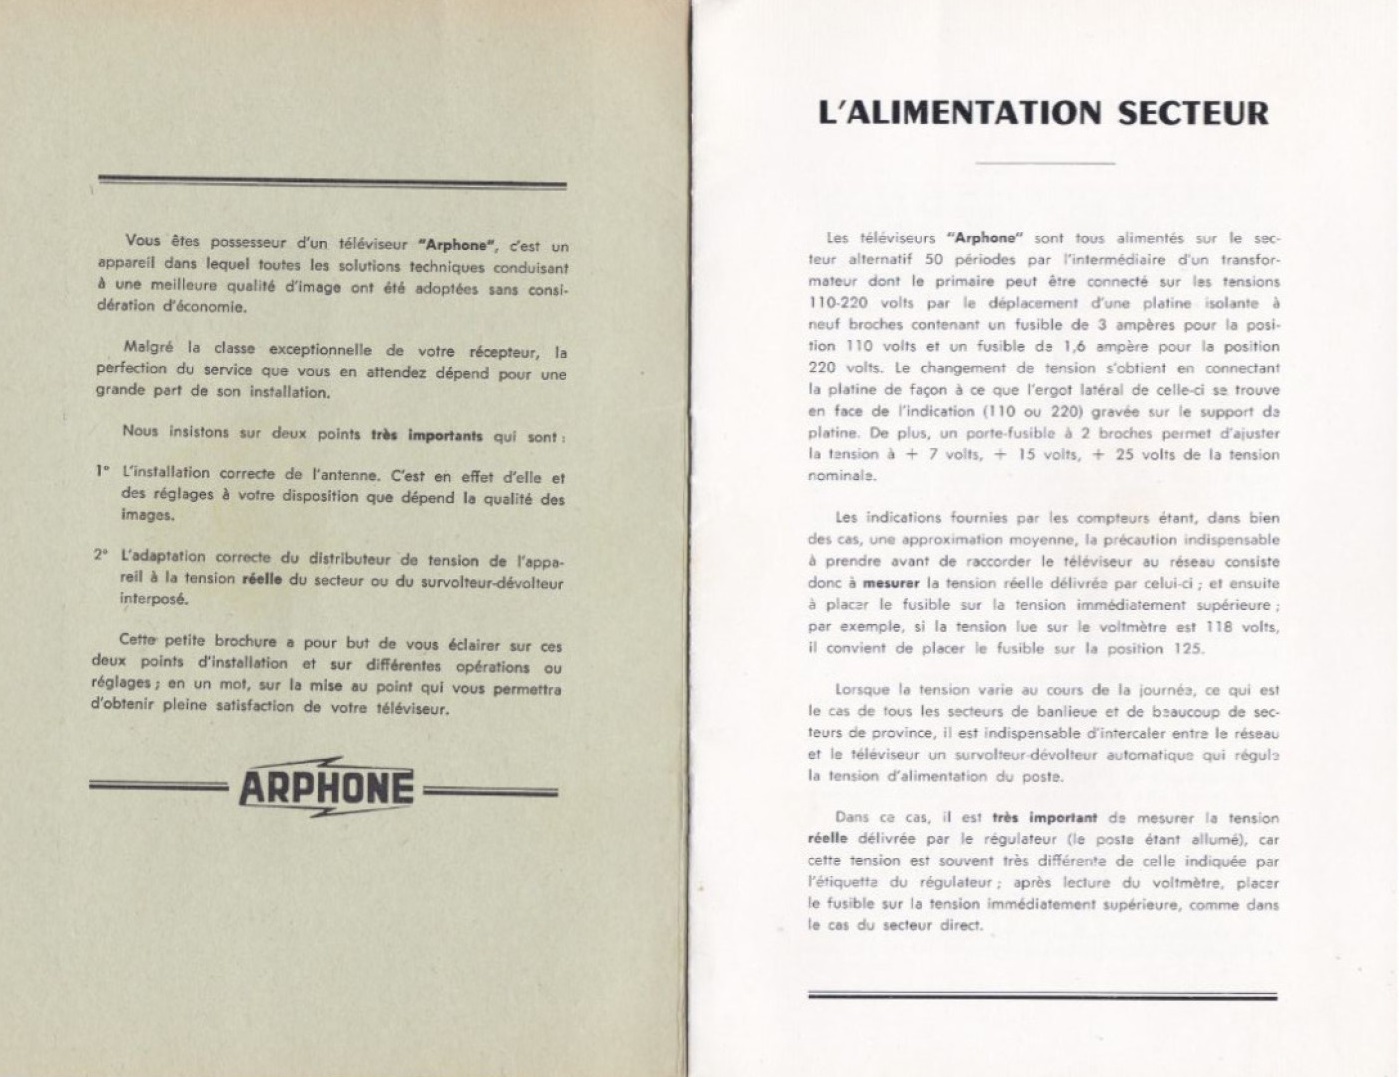 Vous êtes possesseur d'un téléviseur "Arphone", c'est un
appareil dans lequel toutes les solutions techniques conduisant
à une meilleure qualité d'image ont été adoptées sans consi-
dération d'économie.
Malgré la classe exceptionnelle de votre récepteur, la
perfection du service que vous en attendez dépend pour une
grande part de son installation.
Nous insistons sur deux points très importants qui sont :
1° L'installation correcte de l'antenne. C'est en effet d'elle et
des réglages à votre disposition que dépend la qualité des
images.
2° L'adaptation correcte du distributeur de tension de l'appa-
reil à la tension réelle du secteur ou du survolteur-dévolteur
interposé.
Cette petite brochure a pour but de vous éclairer sur ces
deux points d'installation et sur différentes opérations ou
réglages ; en un mot, sur la mise au point qui vous permettra
d'obtenir pleine satisfaction de votre téléviseur.
ARPHONE
L'ALIMENTATION SECTEUR
Les téléviseurs "Arphone" sont tous alimentés sur le sec-
teur alternatif 50 périodes par l'intermédiaire d'un transfor-
mateur dont le primaire peut être connecté sur les tensions
110-220 volts par le déplacement d'une platine isolante à
neuf broches contenant un fusible de 3 ampères pour la posi-
tion 110 volts et un fusible de 1,6 ampère pour la position
220 volts. Le changement de tension s'obtient en connectant
la platine de façon à ce que l'ergot latéral de celle-ci se trouve
en face de l'indication (110 ou 220) gravée sur le support de
platine. De plus, un porte-fusible à 2 broches permet d'ajuster
la tension à + 7 volts, + 15 volts, + 25 volts de la tension
nominale.
Les indications fournies par les compteurs étant, dans bien
des cas, une approximation moyenne, la précaution indispensable
à prendre avant de raccorder le téléviseur au réseau consiste
donc à mesurer la tension réelle délivrée par celui-ci ; et ensuite
à placer le fusible sur la tension immédiatement supérieure ;
par exemple, si la tension lue sur le voltmètre est 118 volts,
il convient de placer le fusible sur la position 125.
Lorsque la tension varie au cours de la journée, ce qui est
le cas de tous les secteurs de banlieue et de beaucoup de sec-
teurs de province, il est indispensable d'intercaler entre le réseau
et le téléviseur un survolteur-dévolteur automatique qui régule
la tension d'alimentation du poste.
Dans ce cas, il est très important de mesurer la tension
réelle délivrée par le régulateur (le poste étant allumé), car
cette tension est souvent très différente de celle indiquée par
l'étiquette du régulateur ; après lecture du voltmètre, placer
le fusible sur la tension immédiatement supérieure, comme dans
le cas du secteur direct.